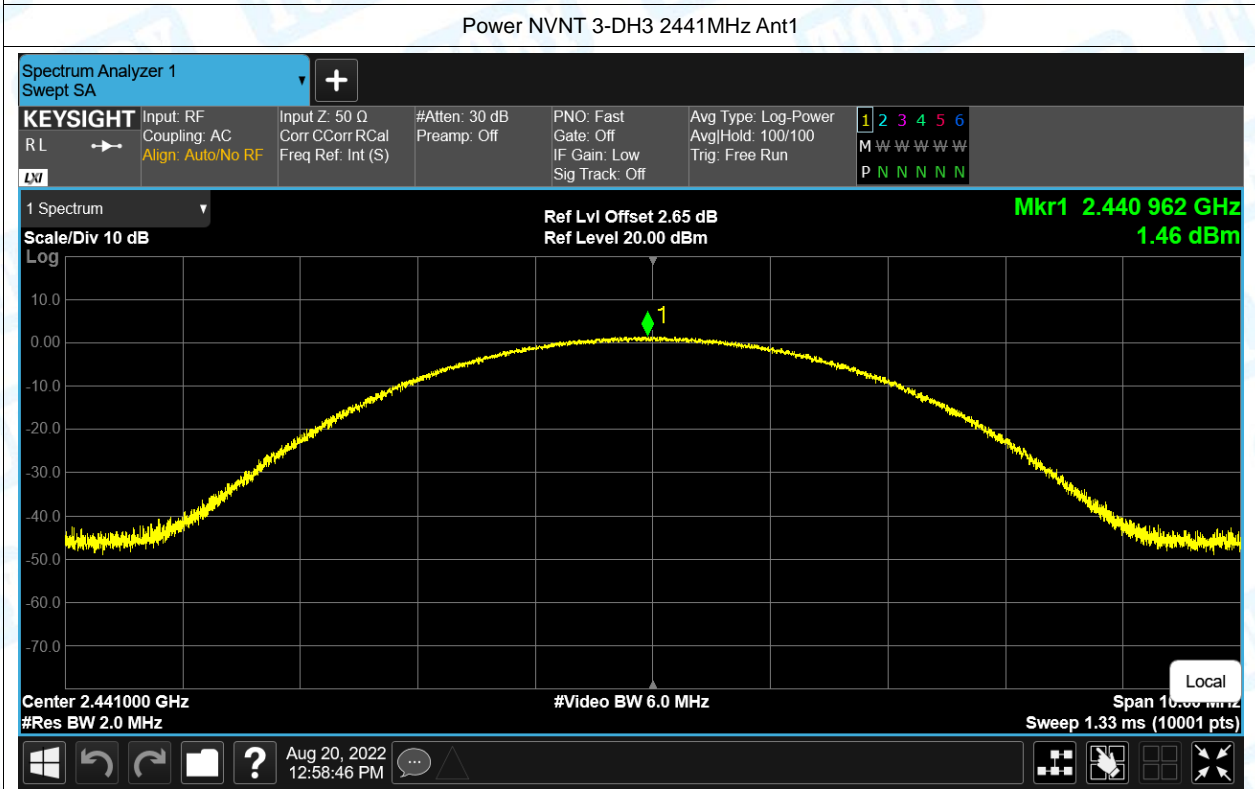 Power NVNT 3-DH3 2441MHz Ant1
Spectrum Analyzer 1
Swept SA
KEYSIGHT
R L
LXI
Input: RF
Coupling: AC
Align: Auto/No RF
Input Z: 50 Ω
Corr CCorr RCal
Freq Ref: Int (S)
#Atten: 30 dB
Preamp: Off
PNO: Fast
Gate: Off
IF Gain: Low
Sig Track: Off
Avg Type: Log-Power
Avg|Hold: 100/100
Trig: Free Run
1 2 3 4 5 6
M W W W W W
P N N N N N
1 Spectrum
Scale/Div 10 dB
Ref Lvl Offset 2.65 dB
Ref Level 20.00 dBm
Mkr1 2.440 962 GHz
1.46 dBm
Log
10.0
0.00
-10.0
-20.0
-30.0
-40.0
-50.0
-60.0
-70.0
1
Local
Center 2.441000 GHz
#Res BW 2.0 MHz
#Video BW 6.0 MHz
Span 10.00 MHz
Sweep 1.33 ms (10001 pts)
?
Aug 20, 2022
12:58:46 PM